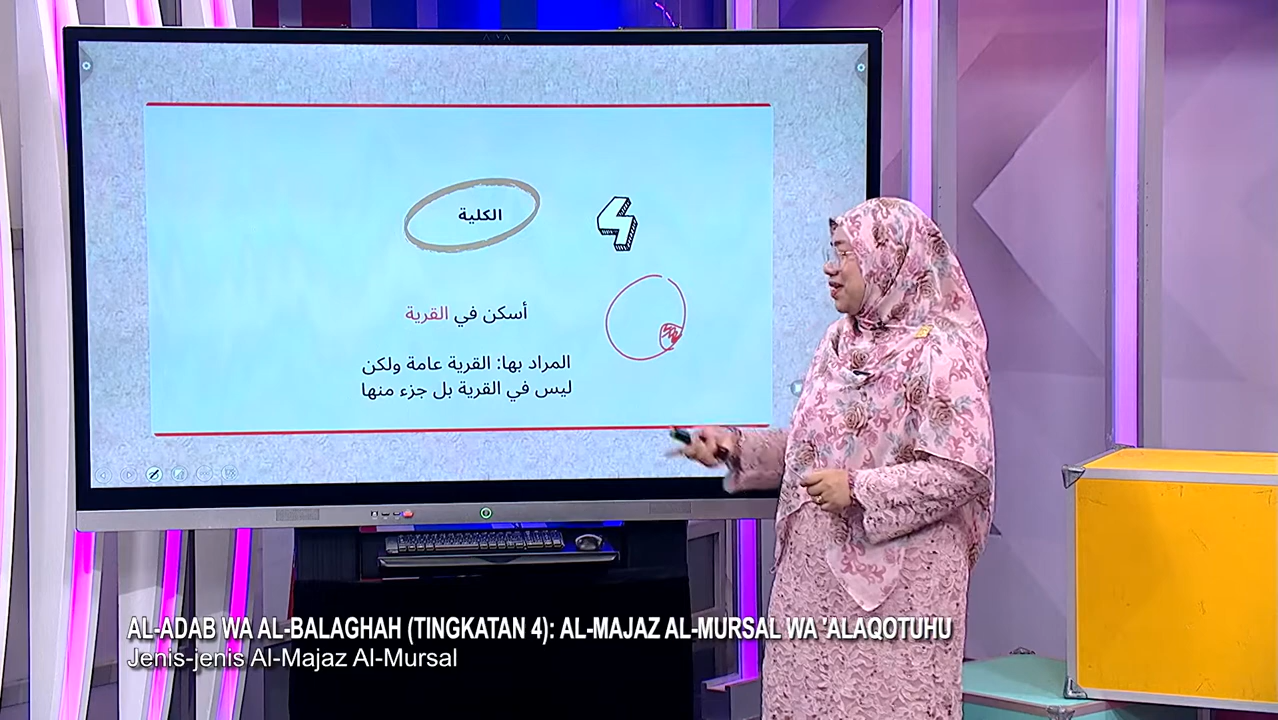 الكلية
4
أسكن في القرية
المراد بها: القرية عامة ولكن
ليس في القرية بل جزء منها
AL-ADAB WA AL-BALAGHAH (TINGKATAN 4): AL-MAJAZ AL-MURSAL WA 'ALAQOTUHU
Jenis-jenis Al-Majaz Al-Mursal